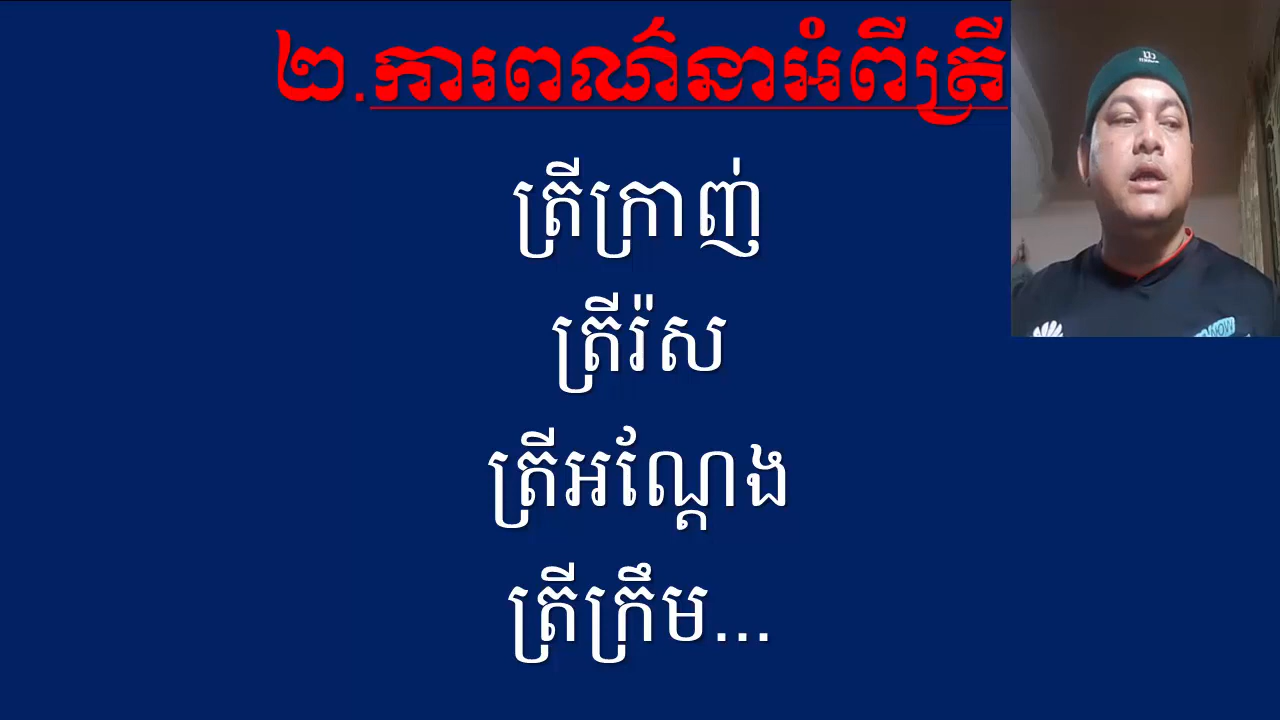 ២.ការពណ៌នាអំពីត្រី
ត្រីក្រាញ់
ត្រីរ៉ស
ត្រីអណ្ដែង
ត្រីក្រឹម...